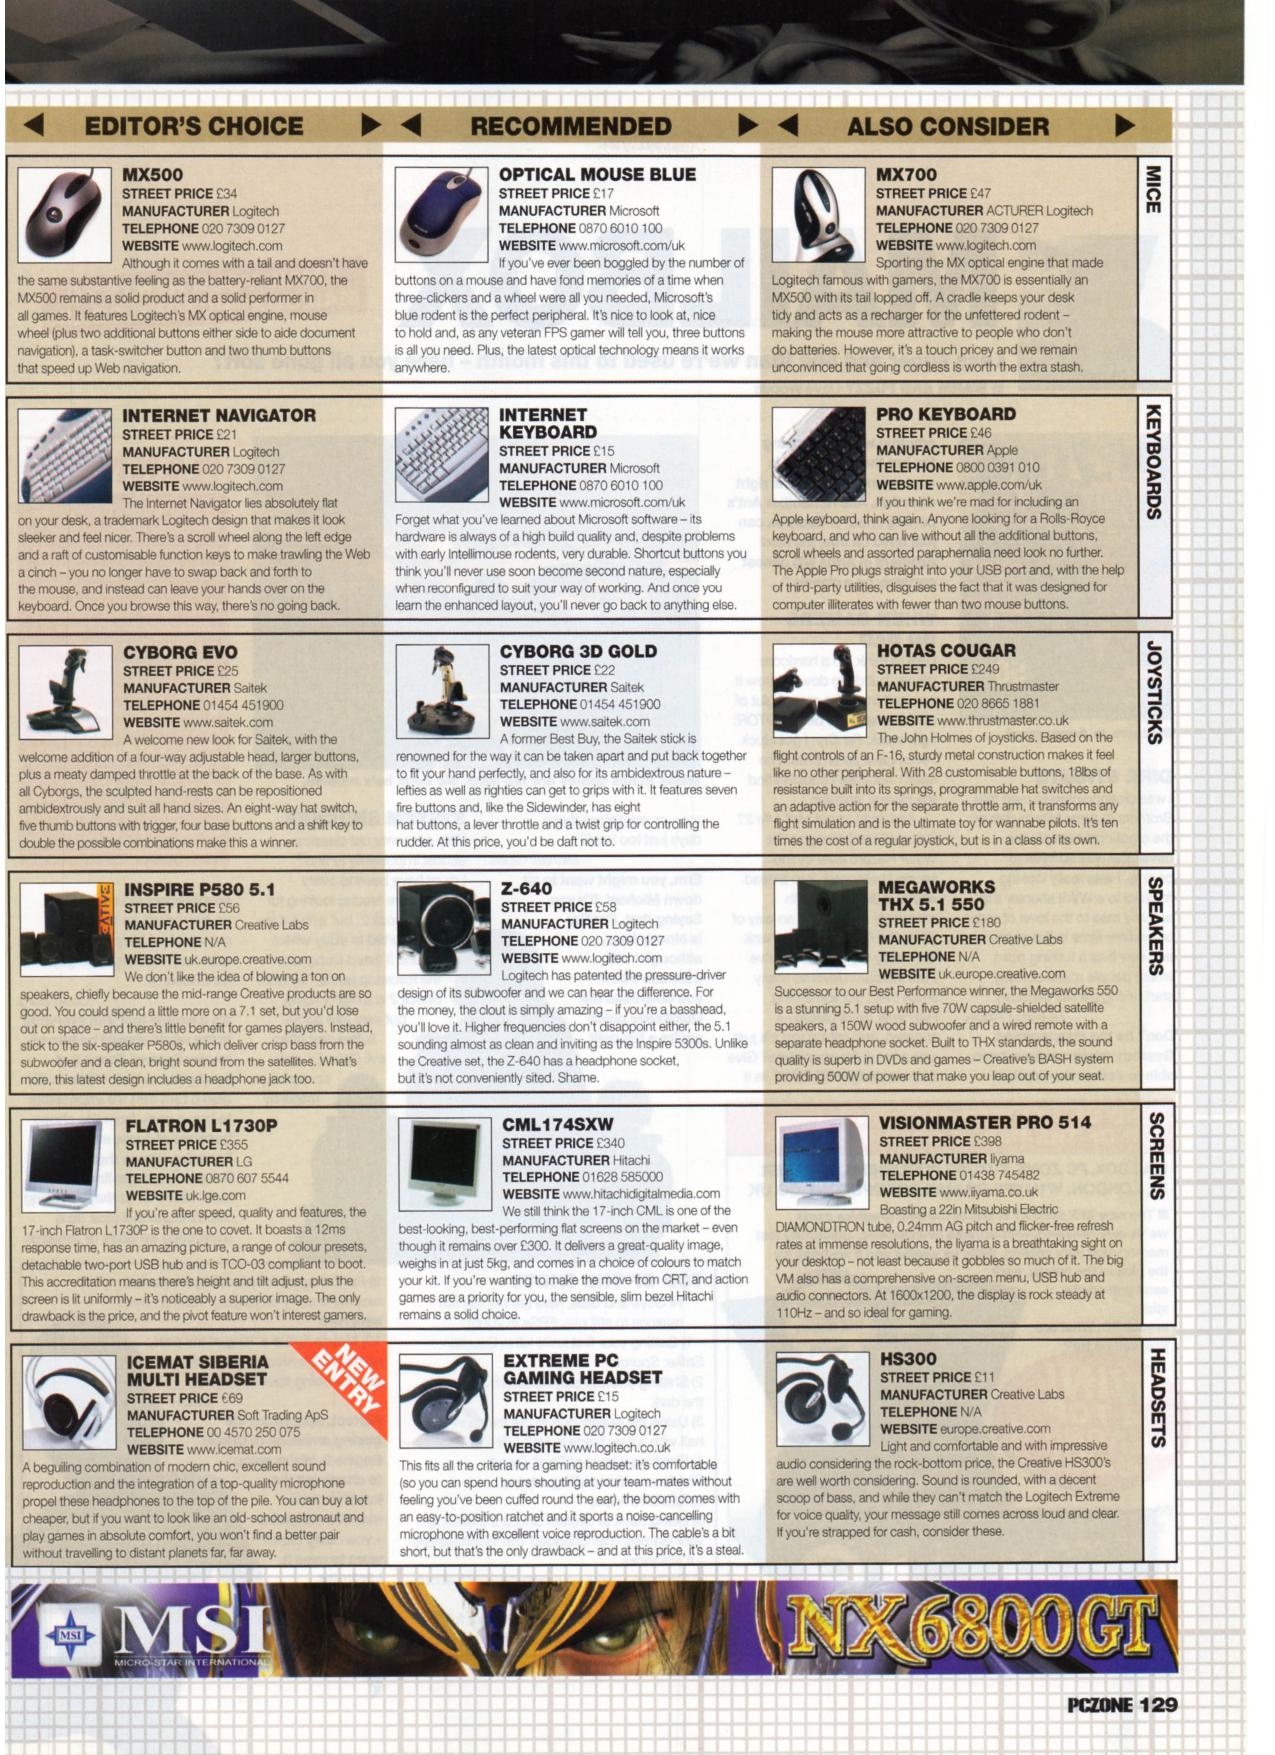 EDITOR'S CHOICE
RECOMMENDED
ALSO CONSIDER
MICE
MX500
STREET PRICE £34
MANUFACTURER Logitech
TELEPHONE 020 7309 0127
WEBSITE www.logitech.com
Although it comes with a tail and doesn't have
the same substantive feeling as the battery-reliant MX700, the
MX500 remains a solid product and a solid performer in
all games. It features Logitech's MX optical engine, mouse
wheel (plus two additional buttons either side to aide document
navigation), a task-switcher button and two thumb buttons
that speed up Web navigation.
OPTICAL MOUSE BLUE
STREET PRICE £17
MANUFACTURER Microsoft
TELEPHONE 0870 6010 100
WEBSITE www.microsoft.com/uk
If you've ever been boggled by the number of
buttons on a mouse and have fond memories of a time when
three-clickers and a wheel were all you needed, Microsoft's
blue rodent is the perfect peripheral. It's nice to look at, nice
to hold and, as any veteran FPS gamer will tell you, three buttons
is all you need. Plus, the latest optical technology means it works
anywhere.
MX700
STREET PRICE £47
MANUFACTURER ACTURER Logitech
TELEPHONE 020 7309 0127
WEBSITE www.logitech.com
Sporting the MX optical engine that made
Logitech famous with gamers, the MX700 is essentially an
MX500 with its tail lopped off. A cradle keeps your desk
tidy and acts as a recharger for the unfettered rodent –
making the mouse more attractive to people who don't
do batteries. However, it's a touch pricey and we remain
unconvinced that going cordless is worth the extra stash.
KEYBOARDS
INTERNET NAVIGATOR
STREET PRICE £21
MANUFACTURER Logitech
TELEPHONE 020 7309 0127
WEBSITE www.logitech.com
The Internet Navigator lies absolutely flat
on your desk, a trademark Logitech design that makes it look
sleeker and feel nicer. There's a scroll wheel along the left edge
and a raft of customisable function keys to make trawling the Web
a cinch – you no longer have to swap back and forth to
the mouse, and instead can leave your hands over on the
keyboard. Once you browse this way, there's no going back.
INTERNET
KEYBOARD
STREET PRICE £15
MANUFACTURER Microsoft
TELEPHONE 0870 6010 100
WEBSITE www.microsoft.com/uk
Forget what you've learned about Microsoft software – its
hardware is always of a high build quality and, despite problems
with early Intellimouse rodents, very durable. Shortcut buttons you
think you'll never use soon become second nature, especially
when reconfigured to suit your way of working. And once you
learn the enhanced layout, you'll never go back to anything else.
PRO KEYBOARD
STREET PRICE £46
MANUFACTURER Apple
TELEPHONE 0800 0391 010
WEBSITE www.apple.com/uk
If you think we're mad for including an
Apple keyboard, think again. Anyone looking for a Rolls-Royce
keyboard, and who can live without all the additional buttons,
scroll wheels and assorted paraphernalia need look no further.
The Apple Pro plugs straight into your USB port and, with the help
of third-party utilities, disguises the fact that it was designed for
computer illiterates with fewer than two mouse buttons.
JOYSTICKS
CYBORG EVO
STREET PRICE £25
MANUFACTURER Saitek
TELEPHONE 01454 451900
WEBSITE www.saitek.com
A welcome new look for Saitek, with the
welcome addition of a four-way adjustable head, larger buttons,
plus a meaty damped throttle at the back of the base. As with
all Cyborgs, the sculpted hand-rests can be repositioned
ambidextrously and suit all hand sizes. An eight-way hat switch,
five thumb buttons with trigger, four base buttons and a shift key to
double the possible combinations make this a winner.
CYBORG 3D GOLD
STREET PRICE £22
MANUFACTURER Saitek
TELEPHONE 01454 451900
WEBSITE www.saitek.com
A former Best Buy, the Saitek stick is
renowned for the way it can be taken apart and put back together
to fit your hand perfectly, and also for its ambidextrous nature –
lefties as well as righties can get to grips with it. It features seven
fire buttons and, like the Sidewinder, has eight
hat buttons, a lever throttle and a twist grip for controlling the
rudder. At this price, you'd be daft not to.
HOTAS COUGAR
STREET PRICE £249
MANUFACTURER Thrustmaster
TELEPHONE 020 8665 1881
WEBSITE www.thrustmaster.co.uk
The John Holmes of joysticks. Based on the
flight controls of an F-16, sturdy metal construction makes it feel
like no other peripheral. With 28 customisable buttons, 18lbs of
resistance built into its springs, programmable hat switches and
an adaptive action for the separate throttle arm, it transforms any
flight simulation and is the ultimate toy for wannabe pilots. It's ten
times the cost of a regular joystick, but is in a class of its own.
SPEAKERS
INSPIRE P580 5.1
STREET PRICE £56
MANUFACTURER Creative Labs
TELEPHONE N/A
WEBSITE uk.europe.creative.com
We don't like the idea of blowing a ton on
speakers, chiefly because the mid-range Creative products are so
good. You could spend a little more on a 7.1 set, but you'd lose
out on space – and there's little benefit for games players. Instead,
stick to the six-speaker P580s, which deliver crisp bass from the
subwoofer and a clean, bright sound from the satellites. What's
more, this latest design includes a headphone jack too.
Z-640
STREET PRICE £58
MANUFACTURER Logitech
TELEPHONE 020 7309 0127
WEBSITE www.logitech.com
Logitech has patented the pressure-driver
design of its subwoofer and we can hear the difference. For
the money, the clout is simply amazing – if you're a basshead,
you'll love it. Higher frequencies don't disappoint either, the 5.1
sounding almost as clean and inviting as the Inspire 5300s. Unlike
the Creative set, the Z-640 has a headphone socket,
but it's not conveniently sited. Shame.
MEGAWORKS
THX 5.1 550
STREET PRICE £180
MANUFACTURER Creative Labs
TELEPHONE N/A
WEBSITE uk.europe.creative.com
Successor to our Best Performance winner, the Megaworks 550
is a stunning 5.1 setup with five 70W capsule-shielded satellite
speakers, a 150W wood subwoofer and a wired remote with a
separate headphone socket. Built to THX standards, the sound
quality is superb in DVDs and games – Creative's BASH system
providing 500W of power that make you leap out of your seat.
SCREENS
FLATRON L1730P
STREET PRICE £355
MANUFACTURER LG
TELEPHONE 0870 607 5544
WEBSITE uk.lge.com
If you're after speed, quality and features, the
17-inch Flatron L1730P is the one to covet. It boasts a 12ms
response time, has an amazing picture, a range of colour presets,
detachable two-port USB hub and is TCO-03 compliant to boot.
This accreditation means there's height and tilt adjust, plus the
screen is lit uniformly – it's noticeably a superior image. The only
drawback is the price, and the pivot feature won't interest gamers.
CML174SXW
STREET PRICE £340
MANUFACTURER Hitachi
TELEPHONE 01628 585000
WEBSITE www.hitachidigitalmedia.com
We still think the 17-inch CML is one of the
best-looking, best-performing flat screens on the market – even
though it remains over £300. It delivers a great-quality image,
weighs in at just 5kg, and comes in a choice of colours to match
your kit. If you're wanting to make the move from CRT, and action
games are a priority for you, the sensible, slim bezel Hitachi
remains a solid choice.
VISIONMASTER PRO 514
STREET PRICE £398
MANUFACTURER Iiyama
TELEPHONE 01438 745482
WEBSITE www.iiyama.co.uk
Boasting a 22in Mitsubishi Electric
DIAMONDTRON tube, 0.24mm AG pitch and flicker-free refresh
rates at immense resolutions, the Iiyama is a breathtaking sight on
your desktop – not least because it gobbles so much of it. The big
VM also has a comprehensive on-screen menu, USB hub and
audio connectors. At 1600x1200, the display is rock steady at
110Hz – and so ideal for gaming.
HEADSETS
NEW
ENTRY
ICEMAT SIBERIA
MULTI HEADSET
STREET PRICE €69
MANUFACTURER Soft Trading ApS
TELEPHONE 00 4570 250 075
WEBSITE www.icemat.com
A beguiling combination of modern chic, excellent sound
reproduction and the integration of a top-quality microphone
propel these headphones to the top of the pile. You can buy a lot
cheaper, but if you want to look like an old-school astronaut and
play games in absolute comfort, you won't find a better pair
without travelling to distant planets far, far away.
EXTREME PC
GAMING HEADSET
STREET PRICE £15
MANUFACTURER Logitech
TELEPHONE 020 7309 0127
WEBSITE www.logitech.co.uk
This fits all the criteria for a gaming headset: it's comfortable
(so you can spend hours shouting at your team-mates without
feeling you've been cuffed round the ear), the boom comes with
an easy-to-position ratchet and it sports a noise-cancelling
microphone with excellent voice reproduction. The cable's a bit
short, but that's the only drawback – and at this price, it's a steal.
HS300
STREET PRICE £11
MANUFACTURER Creative Labs
TELEPHONE N/A
WEBSITE europe.creative.com
Light and comfortable and with impressive
audio considering the rock-bottom price, the Creative HS300's
are well worth considering. Sound is rounded, with a decent
scoop of bass, and while they can't match the Logitech Extreme
for voice quality, your message still comes across loud and clear.
If you're strapped for cash, consider these.
MSI
MSI
MICRO-STAR INTERNATIONAL
NX6800GT
PCZONE 129